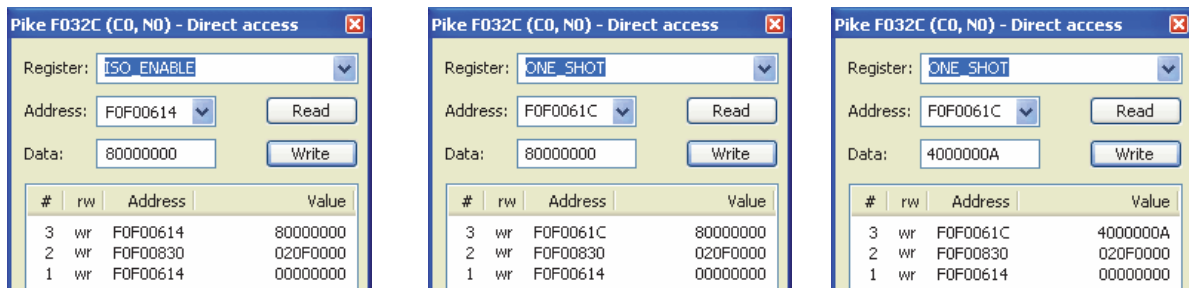 Pike F032C (C0, N0) - Direct access
Register: ISO_ENABLE
Address: F0F00614 Read
Data: 80000000 Write
# rw Address Value
3 wr F0F00614 80000000
2 wr F0F00830 020F0000
1 wr F0F00614 00000000
Pike F032C (C0, N0) - Direct access
Register: ONE_SHOT
Address: F0F0061C Read
Data: 80000000 Write
# rw Address Value
3 wr F0F0061C 80000000
2 wr F0F00830 020F0000
1 wr F0F00614 00000000
Pike F032C (C0, N0) - Direct access
Register: ONE_SHOT
Address: F0F0061C Read
Data: 4000000A Write
# rw Address Value
3 wr F0F0061C 4000000A
2 wr F0F00830 020F0000
1 wr F0F00614 00000000